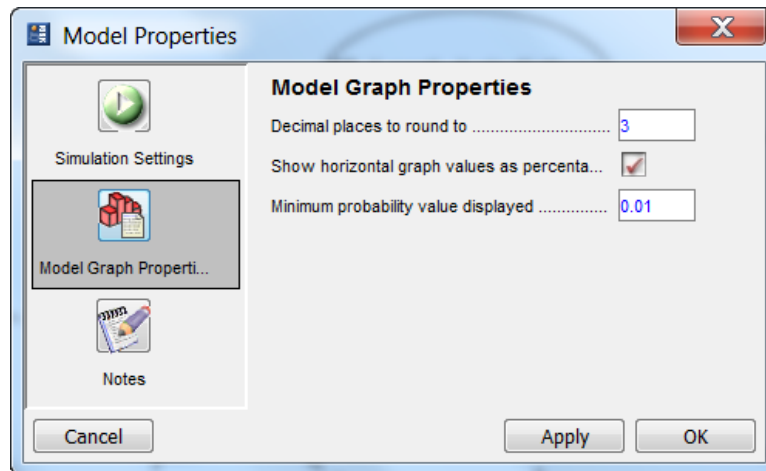 Model Properties
Simulation Settings
Model Graph Properti...
Notes
Model Graph Properties
Decimal places to round to .............................. 3
Show horizontal graph values as percenta...
Minimum probability value displayed ............... 0.01
Cancel
Apply
OK